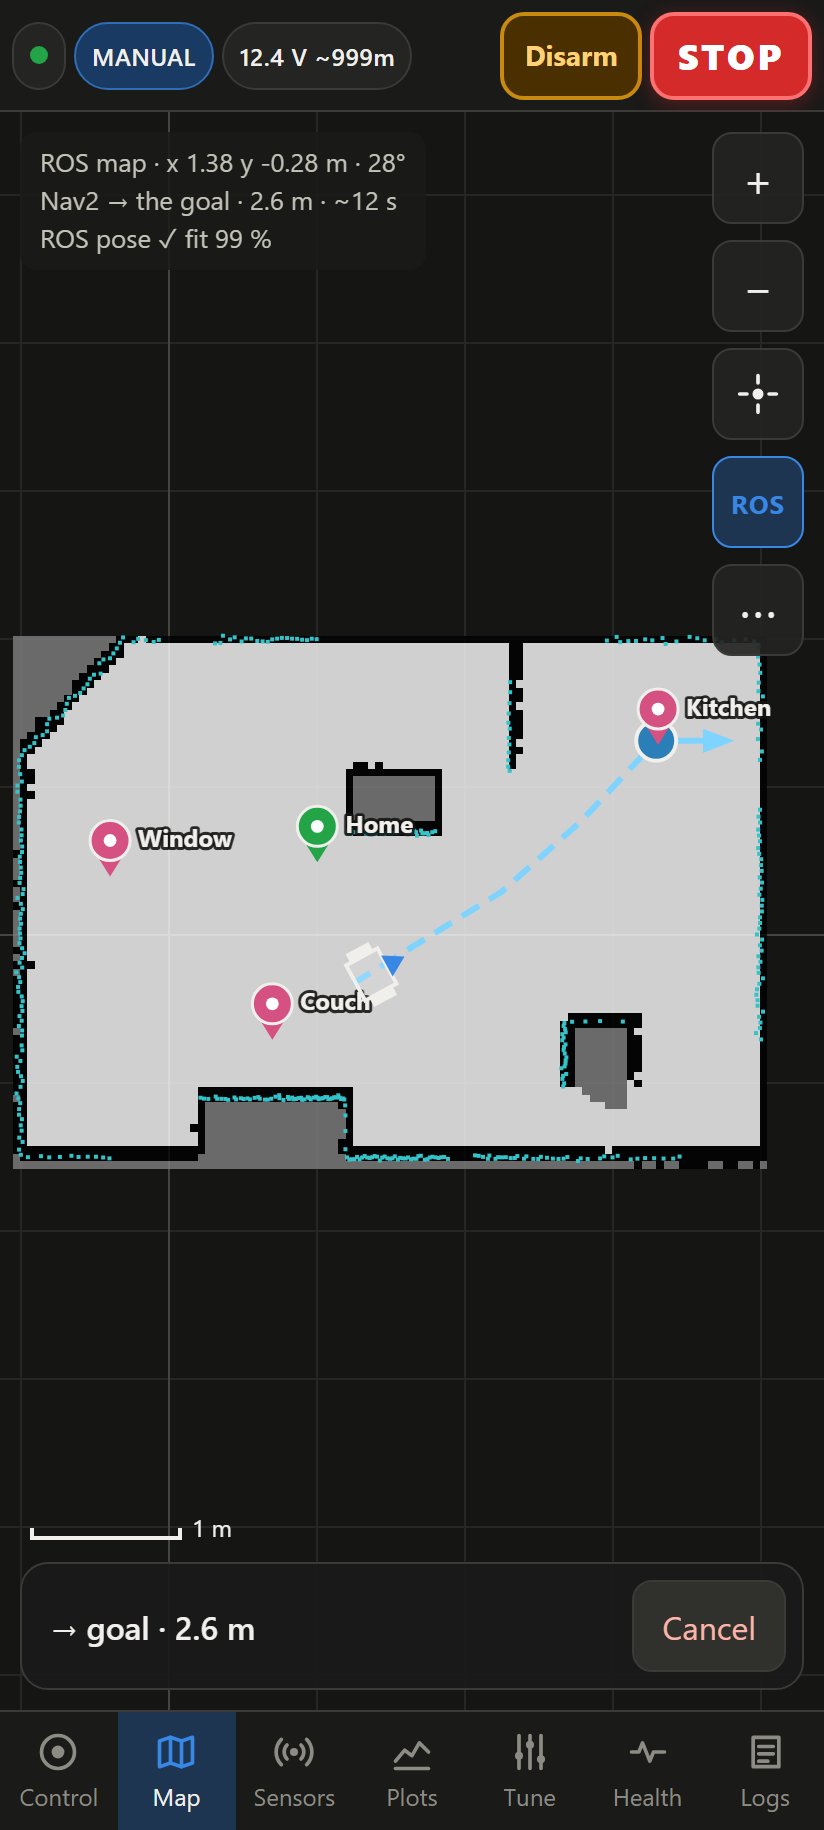 MANUAL
12.4 V ~999m
Disarm
STOP
ROS map · x 1.38 y -0.28 m · 28°
Nav2 → the goal · 2.6 m · ~12 s
ROS pose ✓ fit 99 %
+
−
ROS
...
Kitchen
Home
Window
Couch
1 m
→ goal · 2.6 m
Cancel
Control
Map
Sensors
Plots
Tune
Health
Logs